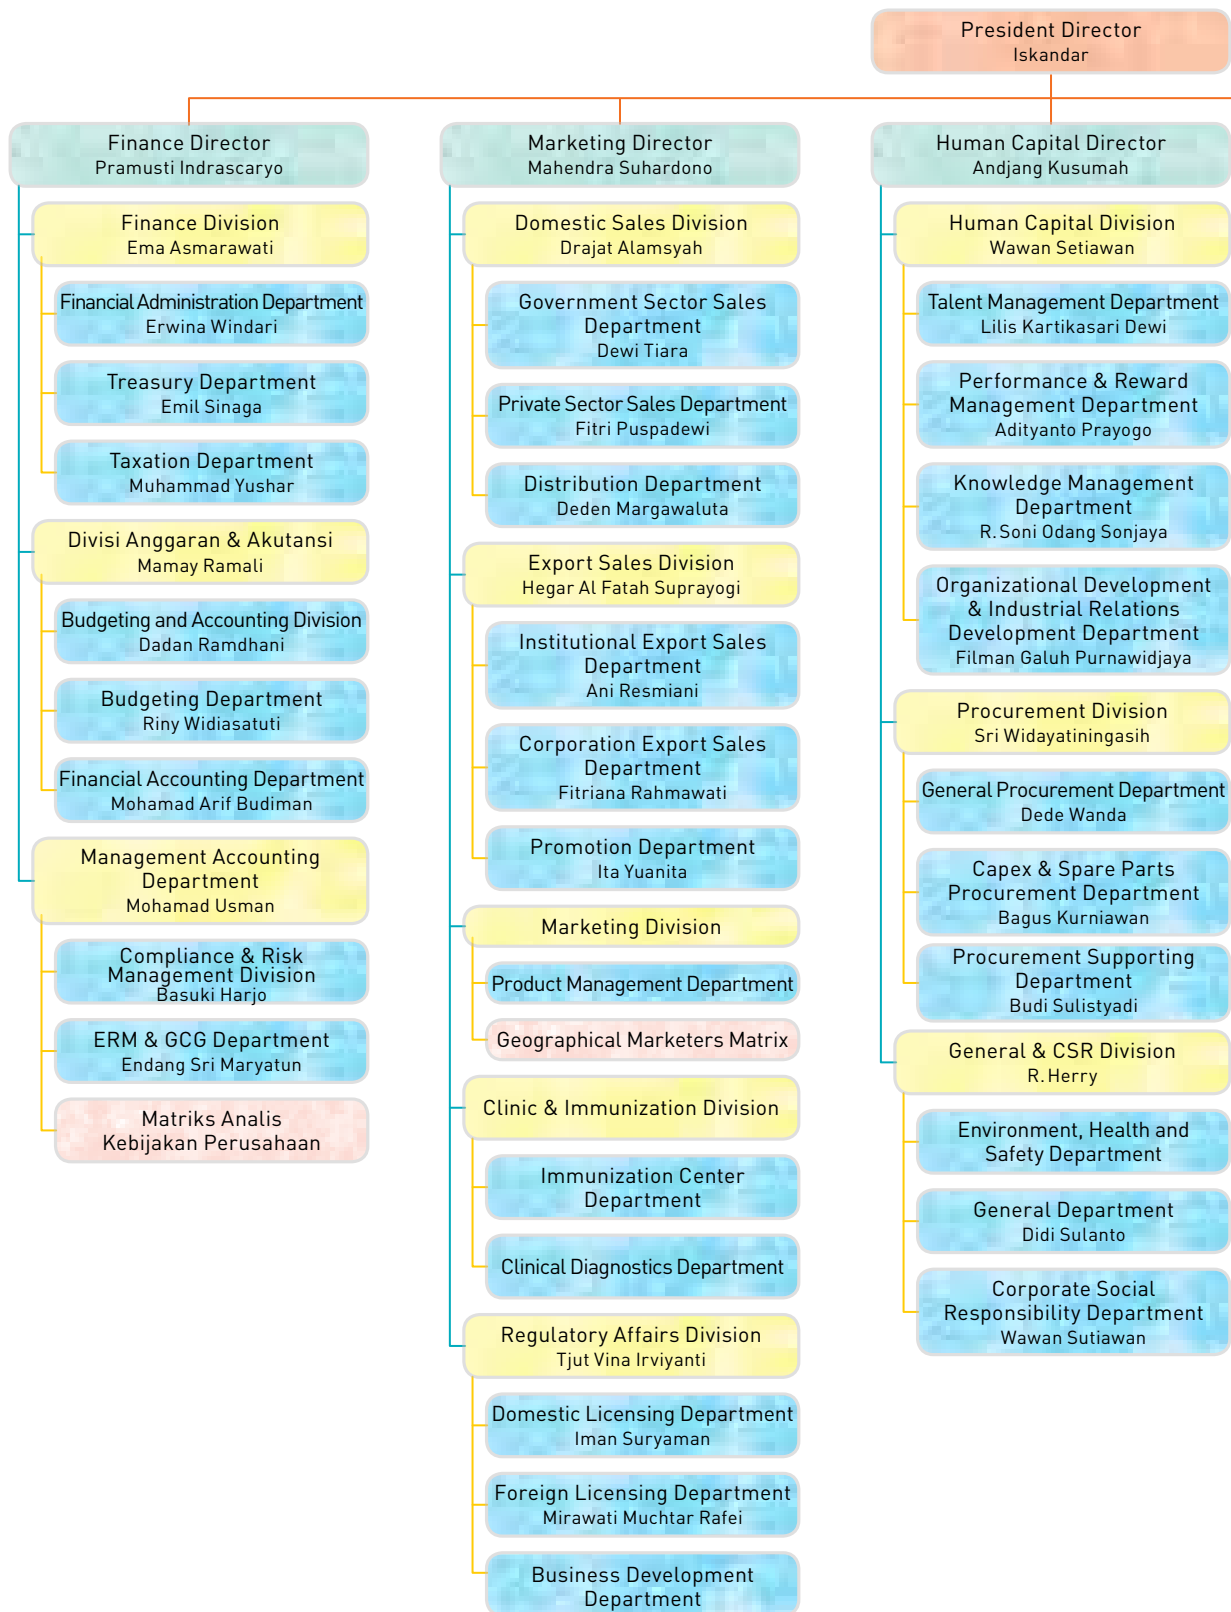 President Director
Iskandar
Finance Director
Pramusti Indrascaryo
Finance Division
Ema Asmarawati
Financial Administration Department
Erwina Windari
Treasury Department
Emil Sinaga
Taxation Department
Muhammad Yushar
Divisi Anggaran & Akutansi
Mamay Ramali
Budgeting and Accounting Division
Dadan Ramdhani
Budgeting Department
Riny Widiasatuti
Financial Accounting Department
Mohamad Arif Budiman
Management Accounting
Department
Mohamad Usman
Compliance & Risk
Management Division
Basuki Harjo
ERM & GCG Department
Endang Sri Maryatun
Matriks Analis
Kebijakan Perusahaan
Marketing Director
Mahendra Suhardono
Domestic Sales Division
Drajat Alamsyah
Government Sector Sales
Department
Dewi Tiara
Private Sector Sales Department
Fitri Puspadewi
Distribution Department
Deden Margawaluta
Export Sales Division
Hegar Al Fatah Suprayogi
Institutional Export Sales
Department
Ani Resmiani
Corporation Export Sales
Department
Fitriana Rahmawati
Promotion Department
Ita Yuanita
Marketing Division
Product Management Department
Geographical Marketers Matrix
Clinic & Immunization Division
Immunization Center
Department
Clinical Diagnostics Department
Regulatory Affairs Division
Tjut Vina Irviyanti
Domestic Licensing Department
Iman Suryaman
Foreign Licensing Department
Mirawati Muchtar Rafei
Business Development
Department
Human Capital Director
Andjang Kusumah
Human Capital Division
Wawan Setiawan
Talent Management Department
Lilis Kartikasari Dewi
Performance & Reward
Management Department
Adityanto Prayogo
Knowledge Management
Department
R. Soni Odang Sonjaya
Organizational Development
& Industrial Relations
Development Department
Filman Galuh Purnawidjaya
Procurement Division
Sri Widayatiningasih
General Procurement Department
Dede Wanda
Capex & Spare Parts
Procurement Department
Bagus Kurniawan
Procurement Supporting
Department
Budi Sulistyadi
General & CSR Division
R. Herry
Environment, Health and
Safety Department
General Department
Didi Sulanto
Corporate Social
Responsibility Department
Wawan Sutiawan